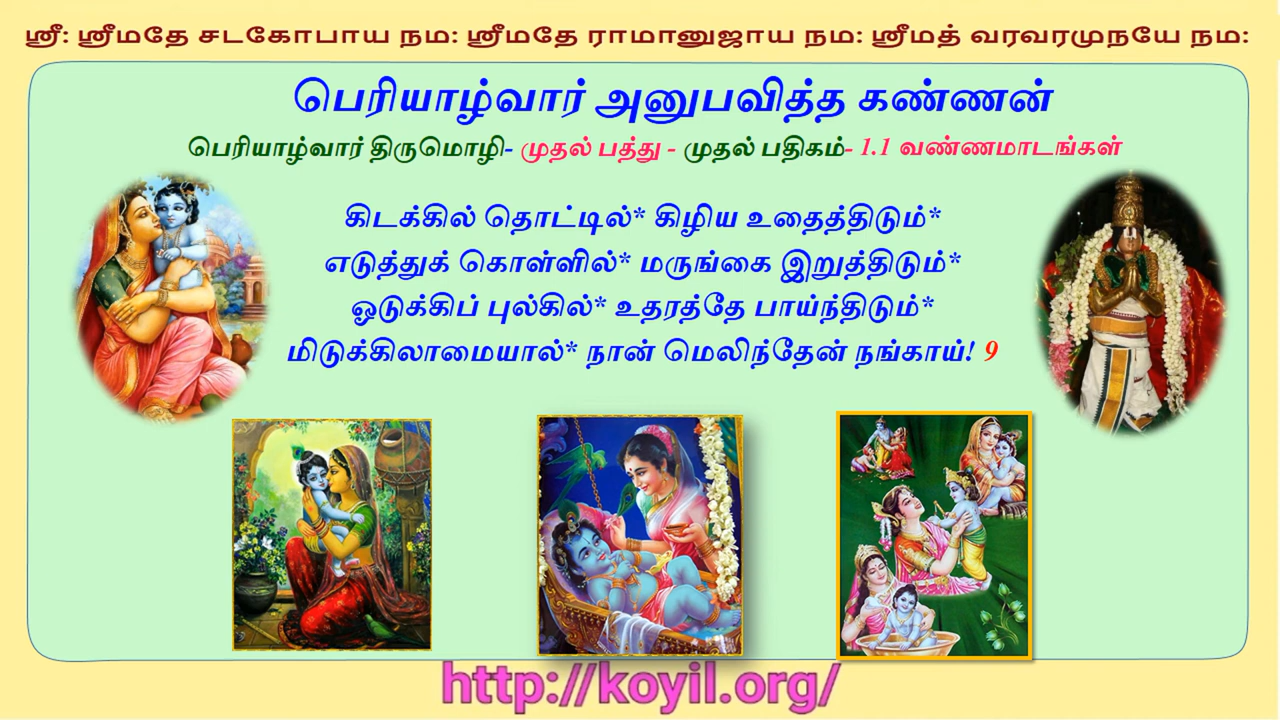 ஸ்ரீ: ஸ்ரீமதே சடகோபாய நம: ஸ்ரீமதே ராமானுஜாய நம: ஸ்ரீமத் வரவரமுநயே நம:
பெரியாழ்வார் அனுபவித்த கண்ணன்
பெரியாழ்வார் திருமொழி- முதல் பத்து - முதல் பதிகம்- 1.1 வண்ணமாடங்கள்
கிடக்கில் தொட்டில்* கிழிய உதைத்திடும்*
எடுத்துக் கொள்ளில்* மருங்கை இறுத்திடும்*
ஓடுக்கிப் புல்கில்* உதரத்தே பாய்ந்திடும்*
மிடுக்கிலாமையால்* நான் மெலிந்தேன் நங்காய்! 9
http://koyil.org/